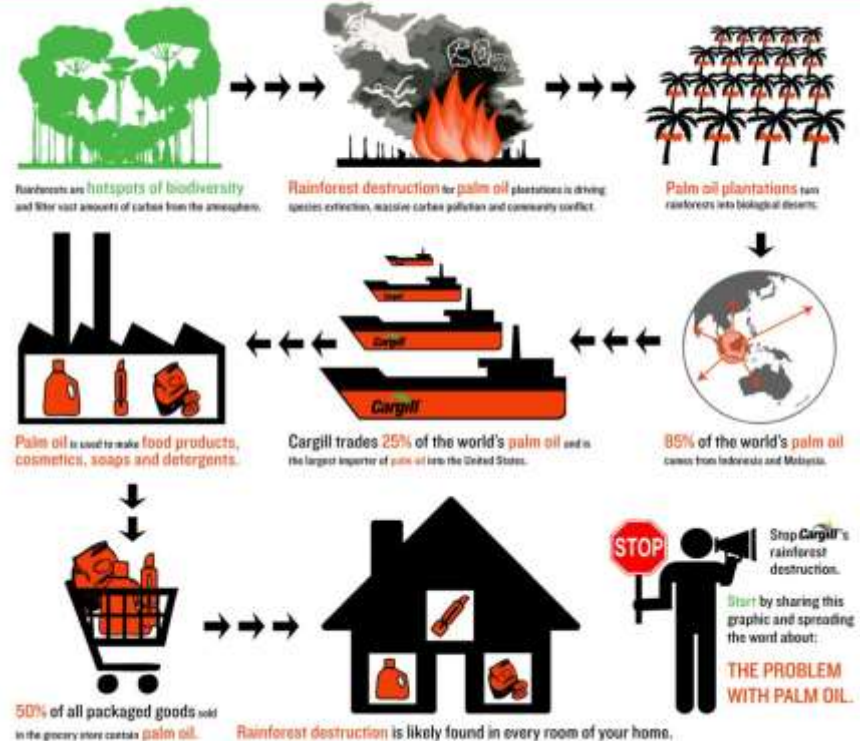 CO₂
Rainforests are hotspots of biodiversity
and filter vast amounts of carbon from the atmosphere.
Rainforest destruction for palm oil plantations is driving
species extinction, massive carbon pollution and community conflict.
Palm oil plantations turn
rainforests into biological deserts.
85% of the world's palm oil
comes from Indonesia and Malaysia.
Cargill
Cargill
Cargill
Cargill trades 25% of the world's palm oil and is
the largest importer of palm oil into the United States.
Palm oil is used to make food products,
cosmetics, soaps and detergents.
50% of all packaged goods sold
in the grocery store contain palm oil.
Rainforest destruction is likely found in every room of your home.
STOP
Stop Cargill's
rainforest
destruction.
Start by sharing this
graphic and spreading
the word about:
THE PROBLEM
WITH PALM OIL.